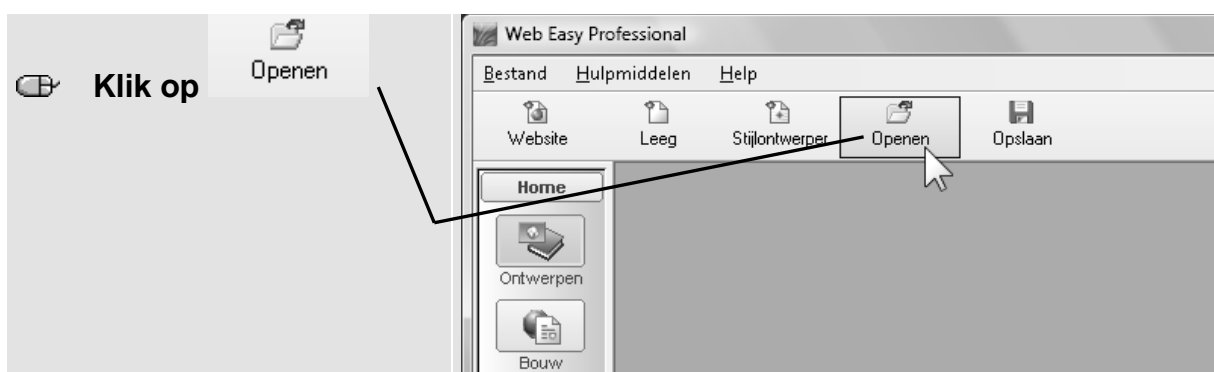 Klik op
Openen
Web Easy Professional
Bestand Hulpmiddelen Help
Website Leeg Stijlontwerper Openen Opslaan
Home
Ontwerpen
Bouw